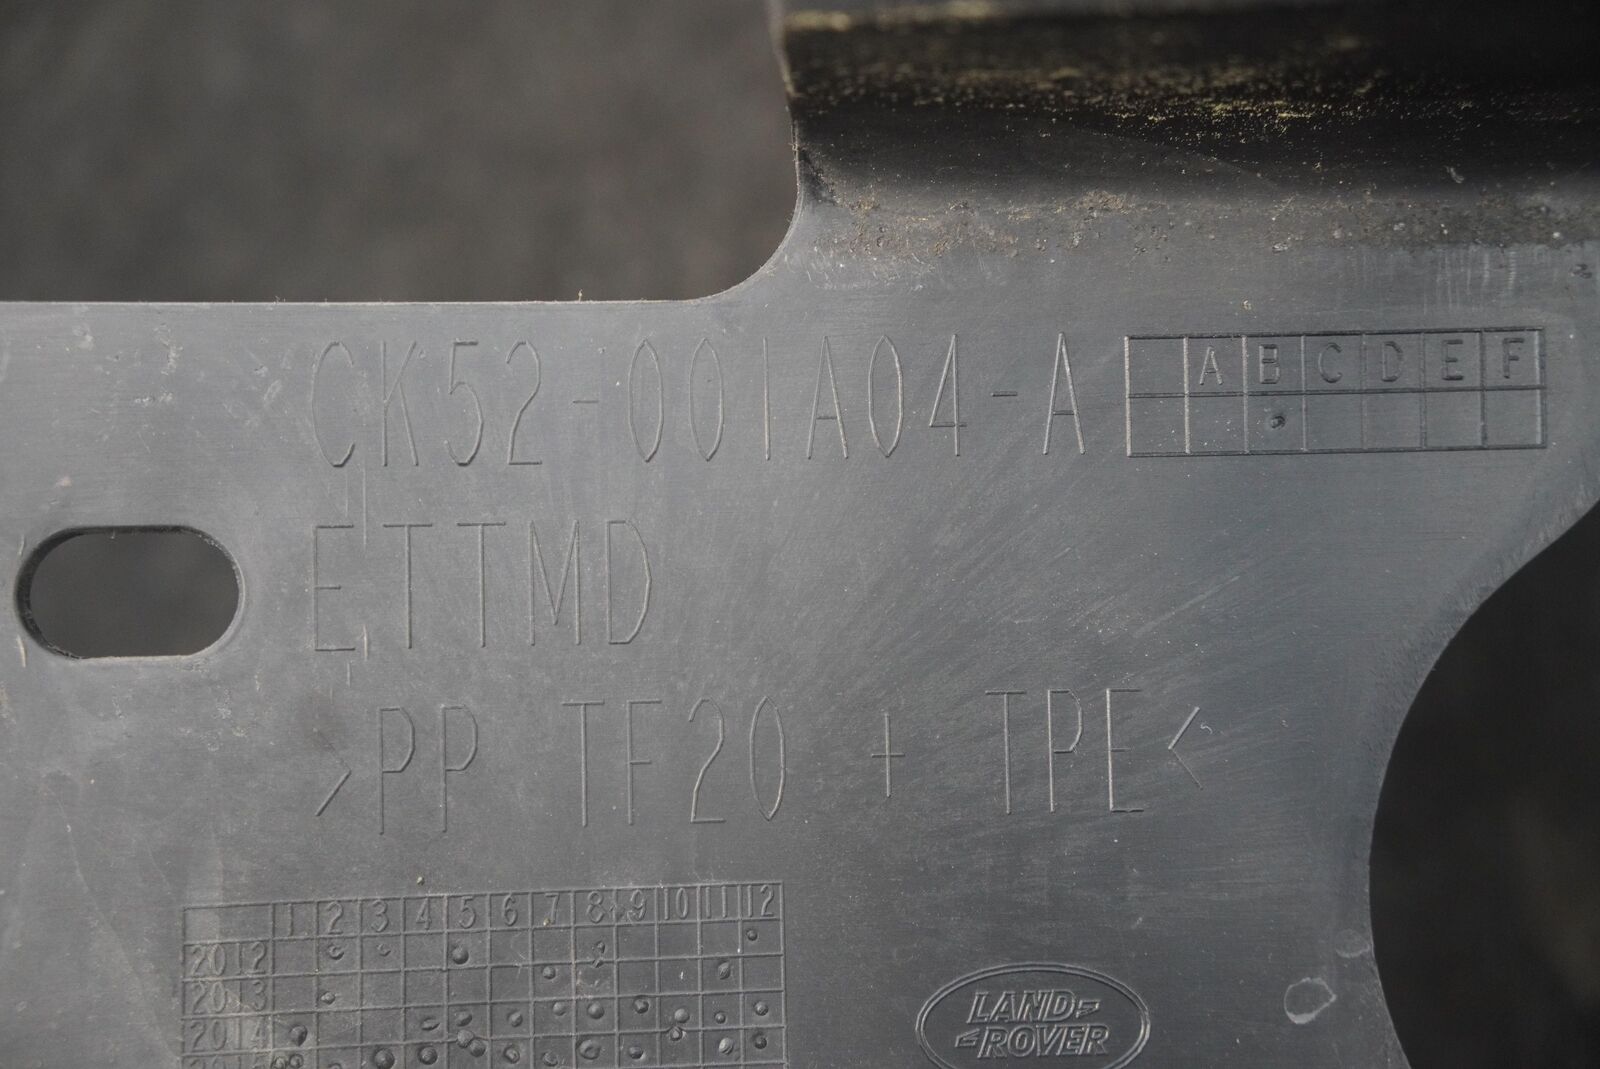 CK52-001A04-A
A B C D E F
ETTMD
>PP TF20 + TPE<
1 2 3 4 5 6 7 8 9 10 11 12
2012
2013
2014
2015
LAND
ROVER